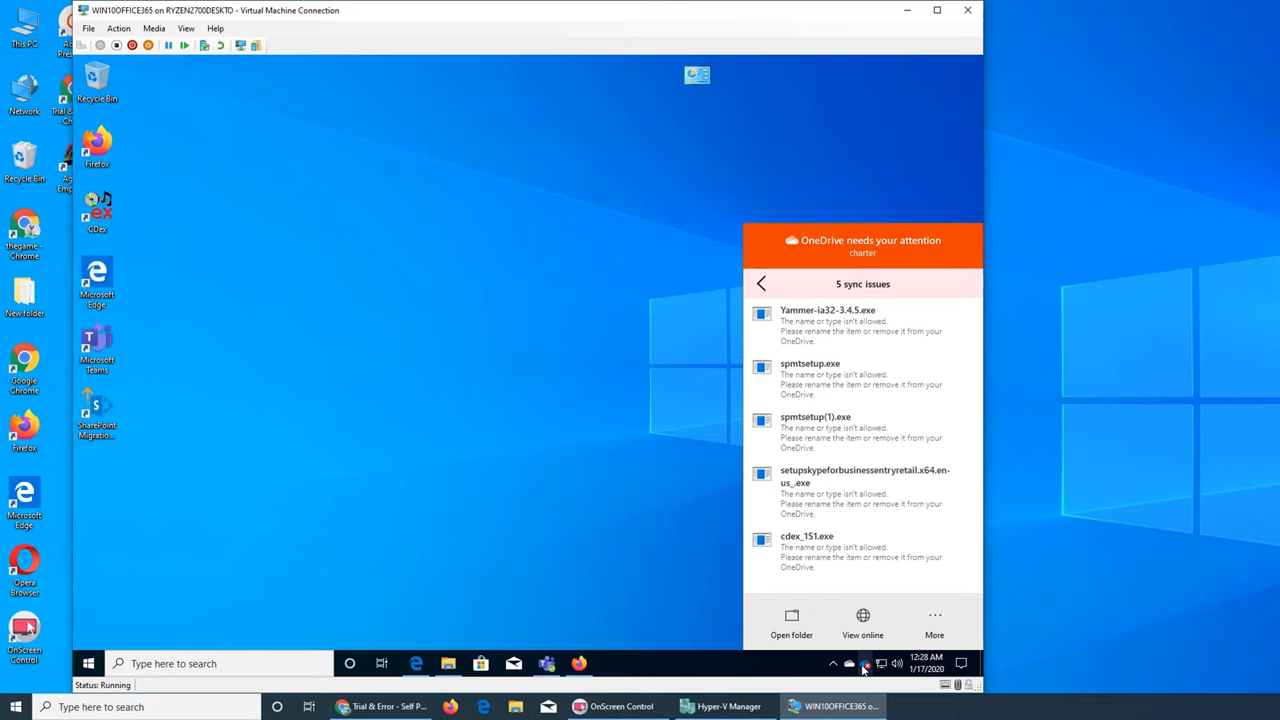 WIN10OFFICE365 on RYZEN2700DESKTO - Virtual Machine Connection
File Action Media View Help
This PC
Network
Recycle Bin
thegame - Chrome
New folder
Google Chrome
Firefox
Microsoft Edge
Opera Browser
OnScreen Control
Recycle Bin
Firefox
CDex
Microsoft Edge
Microsoft Teams
SharePoint Migratio...
OneDrive needs your attention
charter
5 sync issues
Yammer-ia32-3.4.5.exe
The name or type isn't allowed.
Please rename the item or remove it from your
OneDrive.
spmtsetup.exe
The name or type isn't allowed.
Please rename the item or remove it from your
OneDrive.
spmtsetup(1).exe
The name or type isn't allowed.
Please rename the item or remove it from your
OneDrive.
setupskypeforbusinessentryretail.x64.en-
us_.exe
The name or type isn't allowed.
Please rename the item or remove it from your
OneDrive.
cdex_151.exe
The name or type isn't allowed.
Please rename the item or remove it from your
OneDrive.
Open folder View online More
Type here to search
12:28 AM
1/17/2020
Status: Running
Type here to search
Trial & Error - Self P...
OnScreen Control
Hyper-V Manager
WIN10OFFICE365 o...